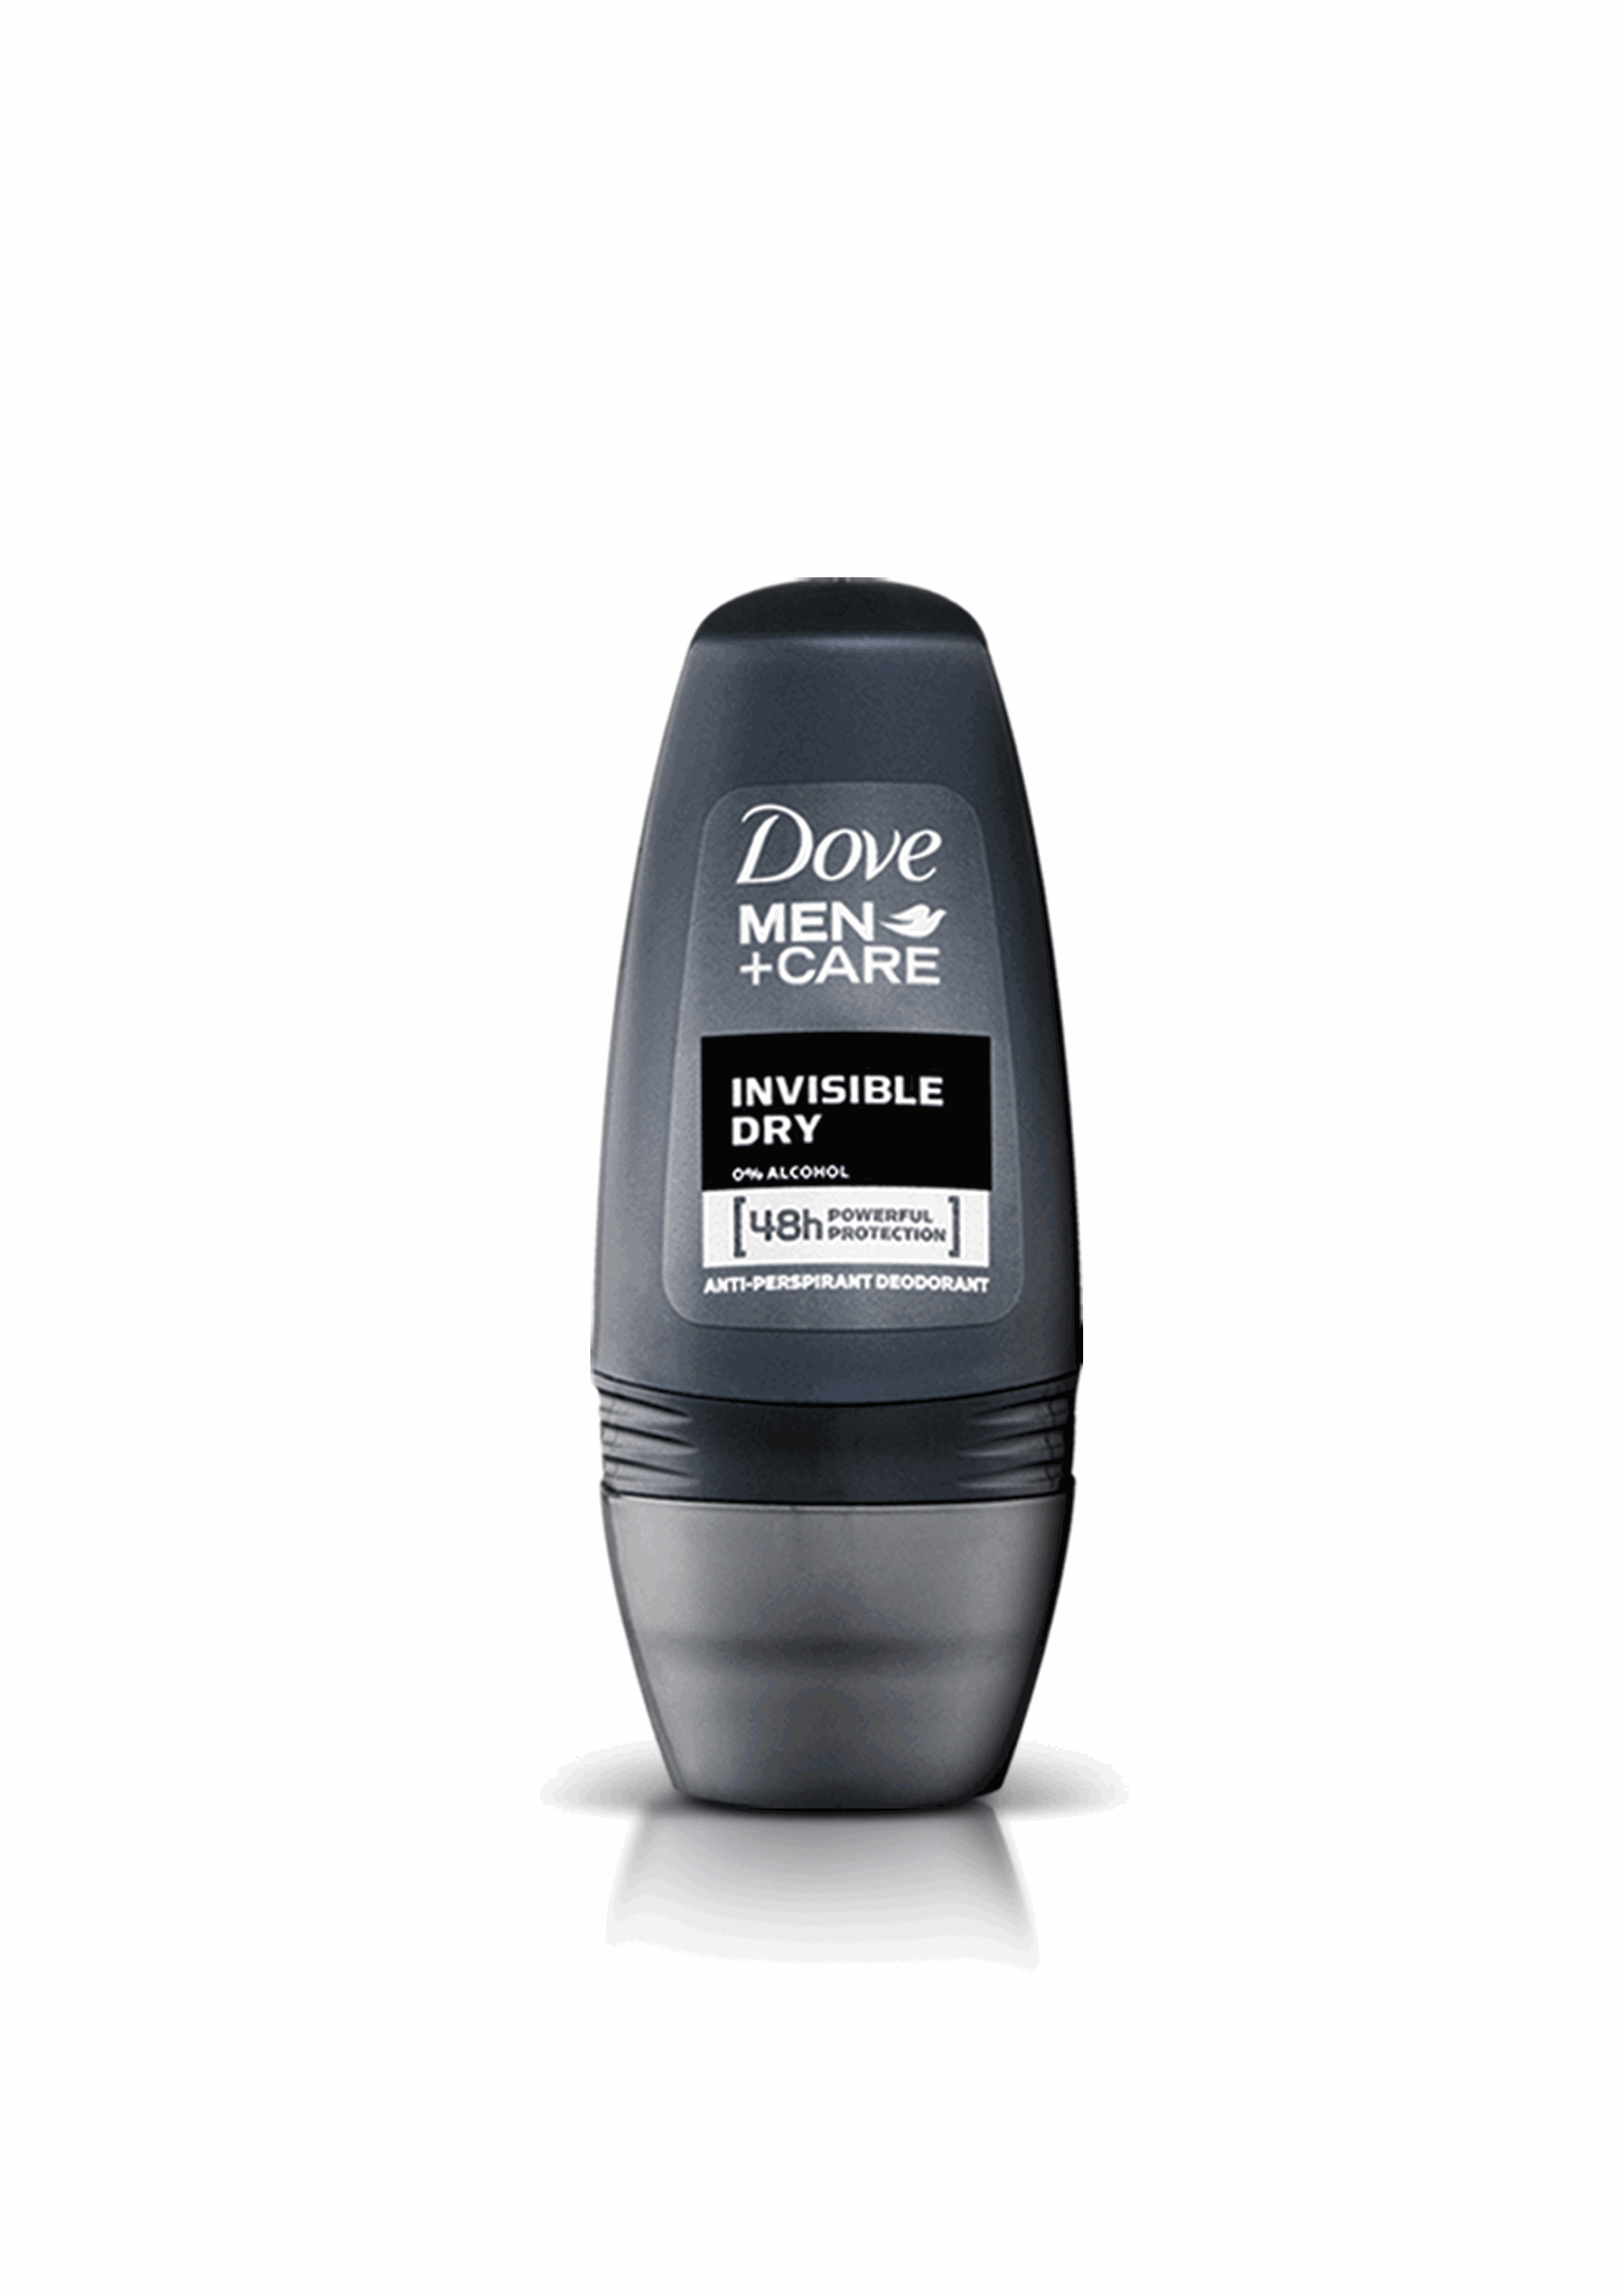 Dove
MEN
+CARE
INVISIBLE
DRY
0% ALCOHOL
[48h POWERFUL
PROTECTION]
ANTI-PERSPIRANT DEODORANT